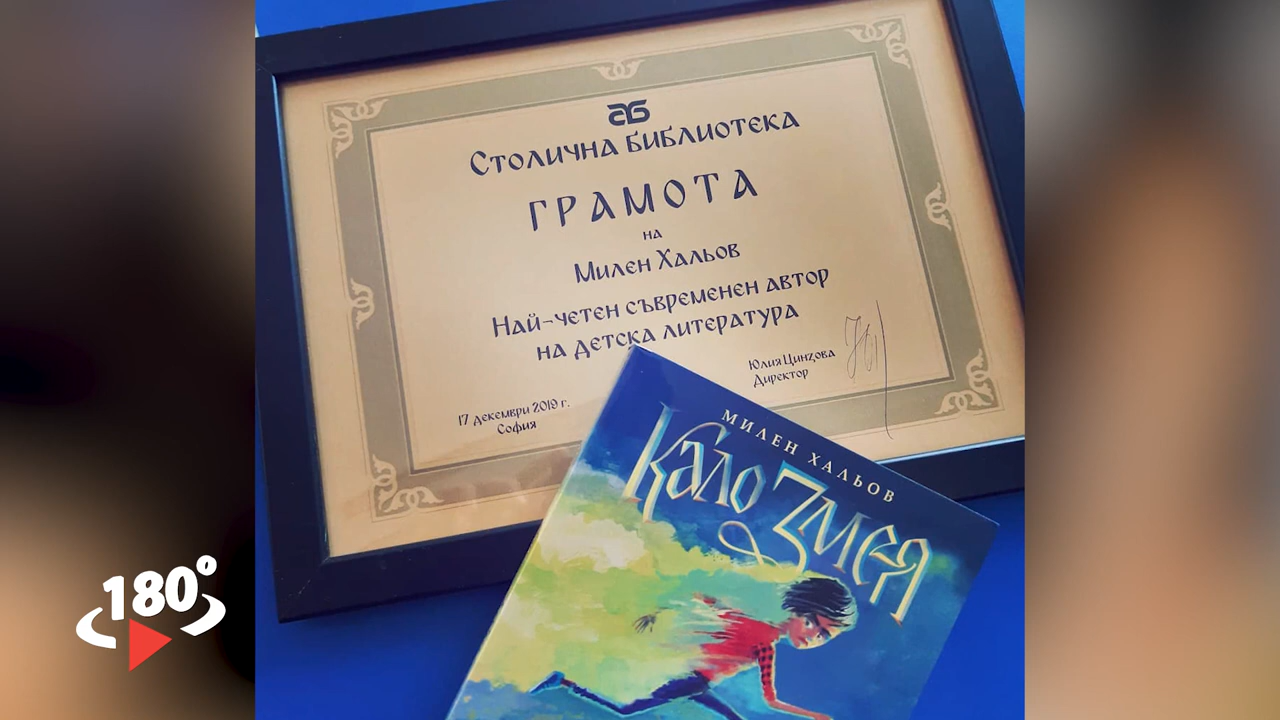 СТОЛИЧНА БИБЛИОТЕКА
ГРАМОТА
на
Милен Хальов
Най-четен съвременен автор
на детска литература
Юлия Цинзова
Директор
17 декември 2019 г.
София
МИЛЕН ХАЛЬОВ
Кало Змея
180°